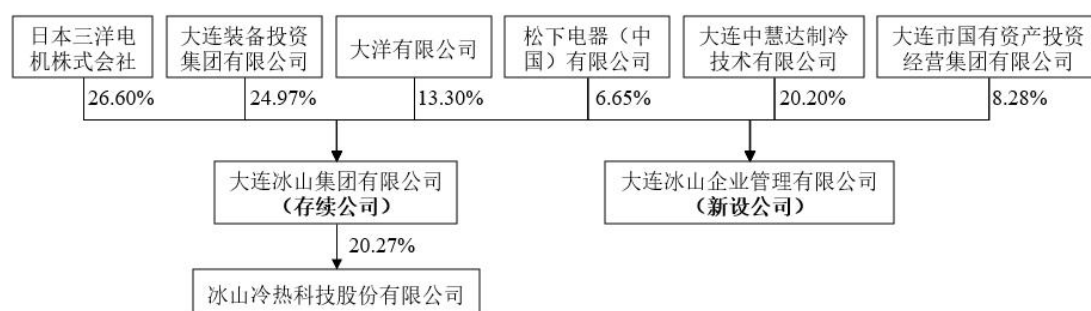 日本三洋电
机株式会社
大连装备投资
集团有限公司
大洋有限公司
松下电器（中
国）有限公司
大连中慧达制冷
技术有限公司
大连市国有资产投资
经营集团有限公司
26.60%
24.97%
13.30%
6.65%
20.20%
8.28%
大连冰山集团有限公司
（存续公司）
大连冰山企业管理有限公司
（新设公司）
20.27%
冰山冷热科技股份有限公司